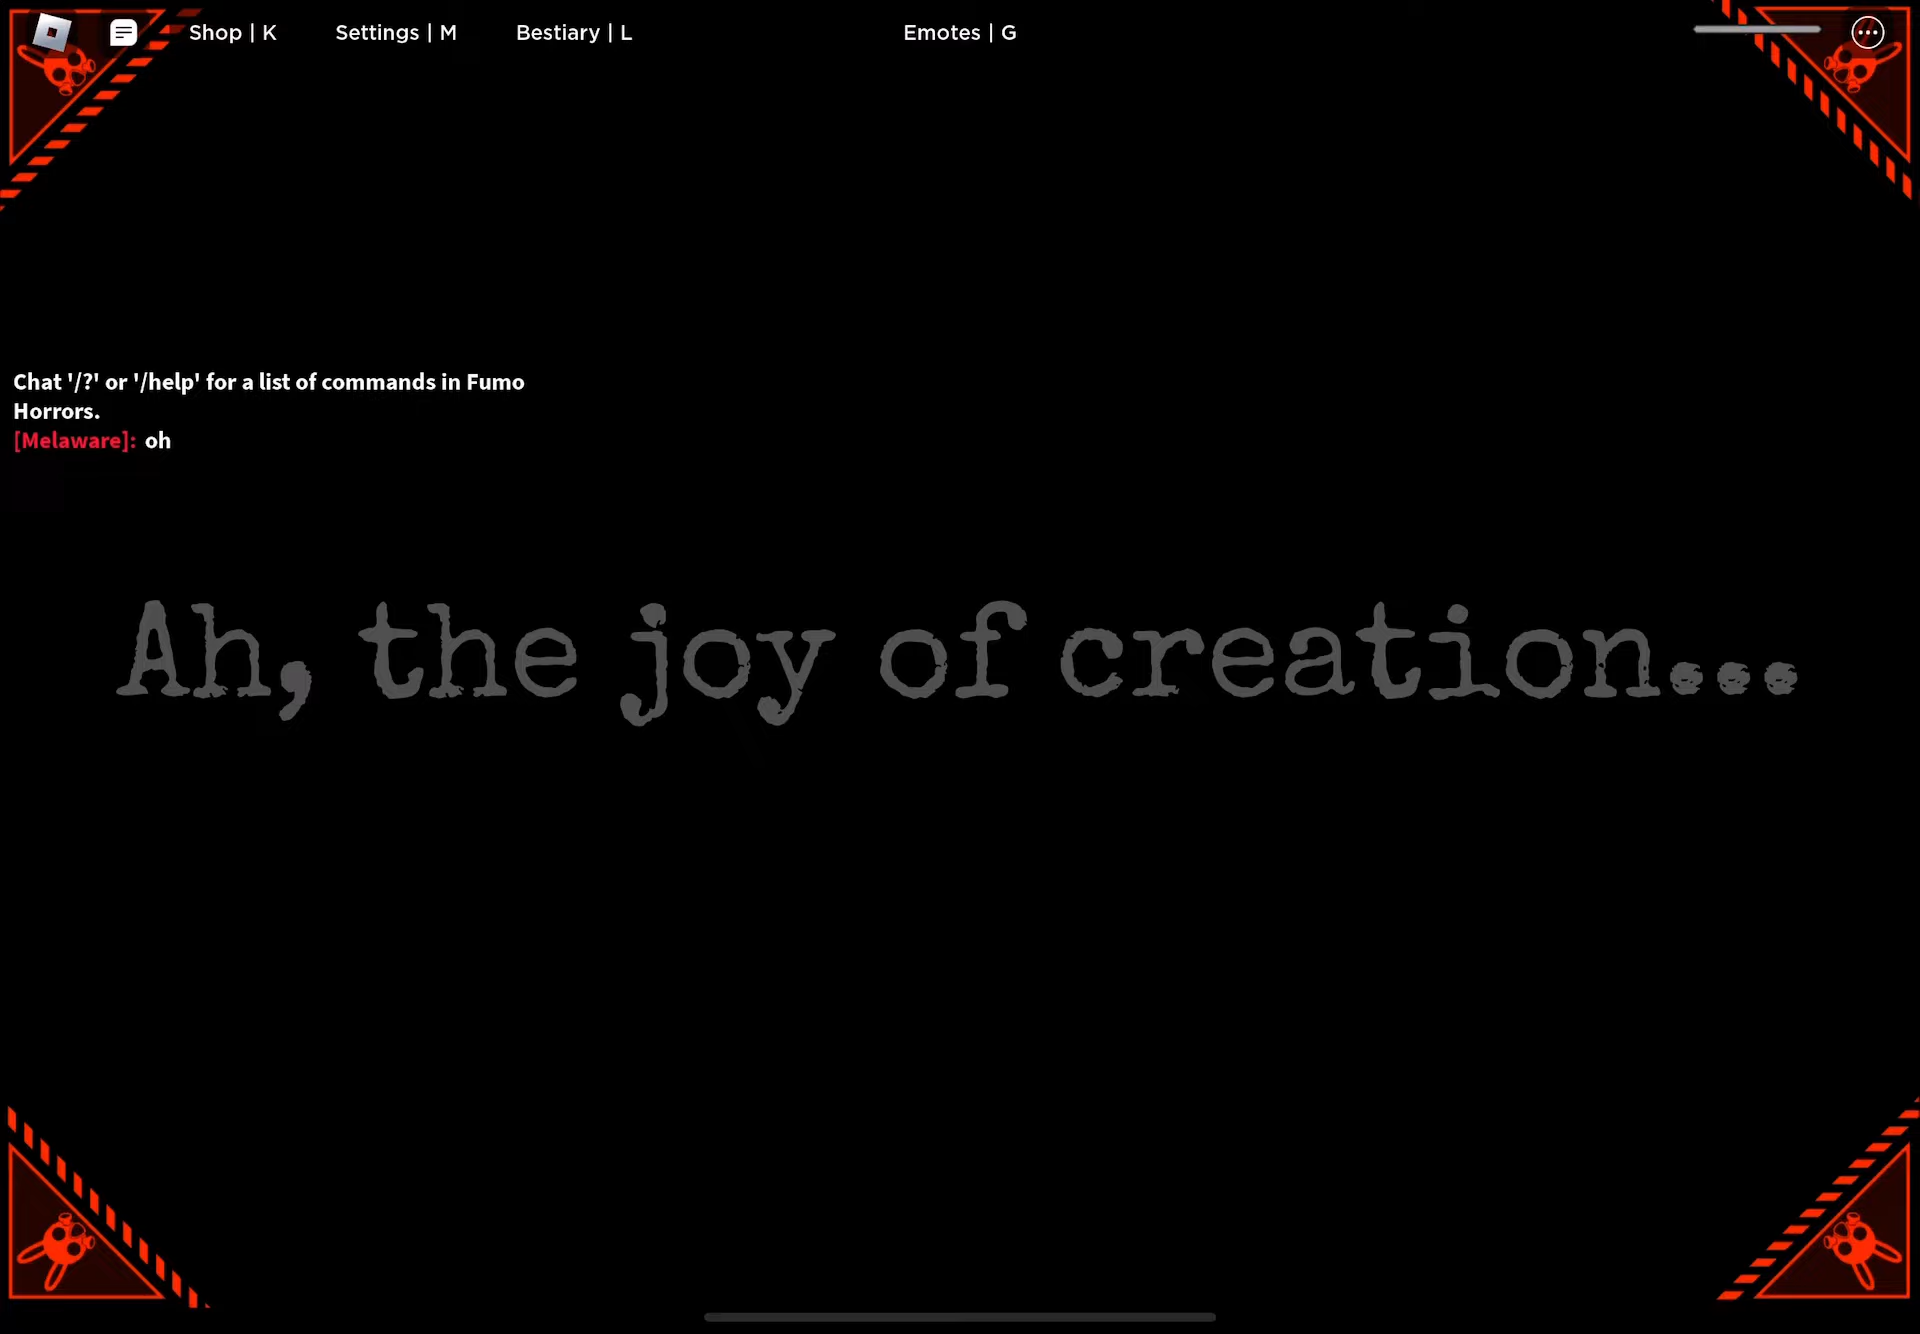 Shop | K
Settings | M
Bestiary | L
Emotes | G
Chat '/?' or '/help' for a list of commands in Fumo
Horrors.
[Melaware]: oh
Ah, the joy of creation...